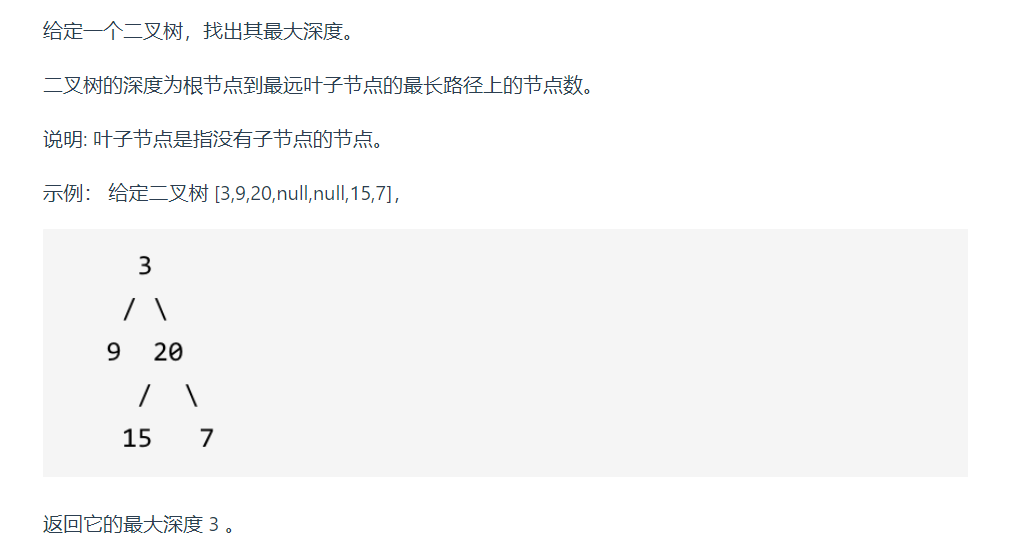 给定一个二叉树，找出其最大深度。
二叉树的深度为根节点到最远叶子节点的最长路径上的节点数。
说明: 叶子节点是指没有子节点的节点。
示例： 给定二叉树 [3,9,20,null,null,15,7]，
3
/ \
9 20
/ \
15 7
返回它的最大深度 3 。